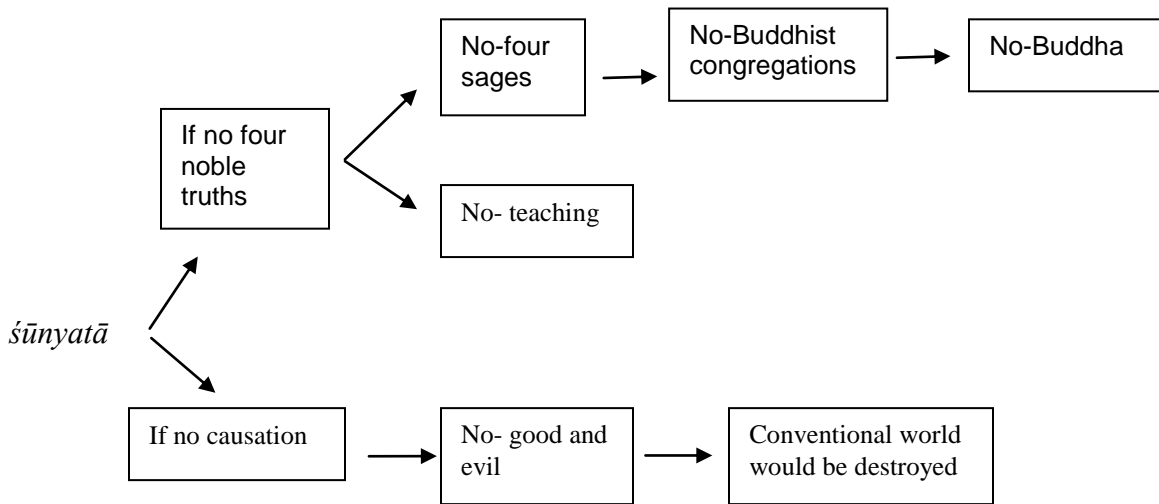 No-four
sages
No-Buddhist
congregations
No-Buddha
If no four
noble
truths
No- teaching
śūnyatā
If no causation
No- good and
evil
Conventional world
would be destroyed